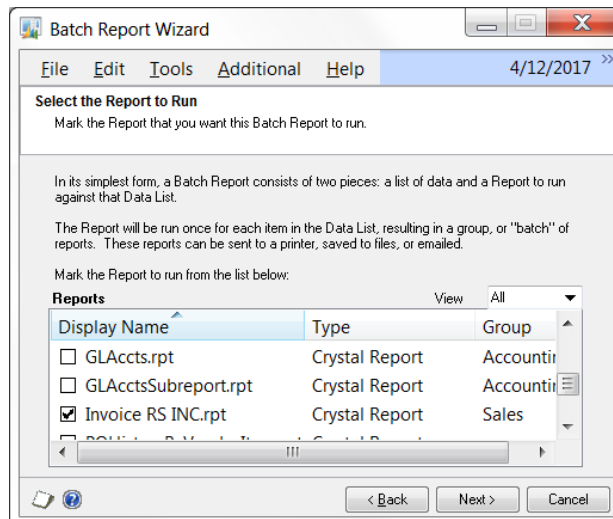 Batch Report Wizard
File Edit Tools Additional Help 4/12/2017 »
Select the Report to Run
Mark the Report that you want this Batch Report to run.
In its simplest form, a Batch Report consists of two pieces: a list of data and a Report to run
against that Data List.
The Report will be run once for each item in the Data List, resulting in a group, or "batch" of
reports. These reports can be sent to a printer, saved to files, or emailed.
Mark the Report to run from the list below:
Reports View All
Display Name Type Group
GLAccts.rpt Crystal Report Accountin
GLAcctsSubreport.rpt Crystal Report Accountin
Invoice RS INC.rpt Crystal Report Sales
< Back Next > Cancel